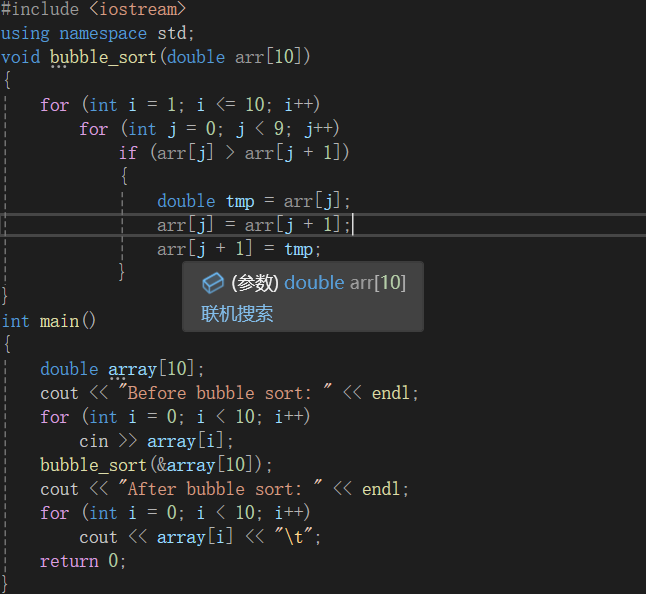 #include <iostream>
using namespace std;
void bubble_sort(double arr[10])
{
    for (int i = 1; i <= 10; i++)
        for (int j = 0; j < 9; j++)
            if (arr[j] > arr[j + 1])
            {
                double tmp = arr[j];
                arr[j] = arr[j + 1];
                arr[j + 1] = tmp;
            }
(参数) double arr[10]
联机搜索
}
int main()
{
    double array[10];
    cout << "Before bubble sort: " << endl;
    for (int i = 0; i < 10; i++)
        cin >> array[i];
    bubble_sort(&array[10]);
    cout << "After bubble sort: " << endl;
    for (int i = 0; i < 10; i++)
        cout << array[i] << "\t";
    return 0;
}